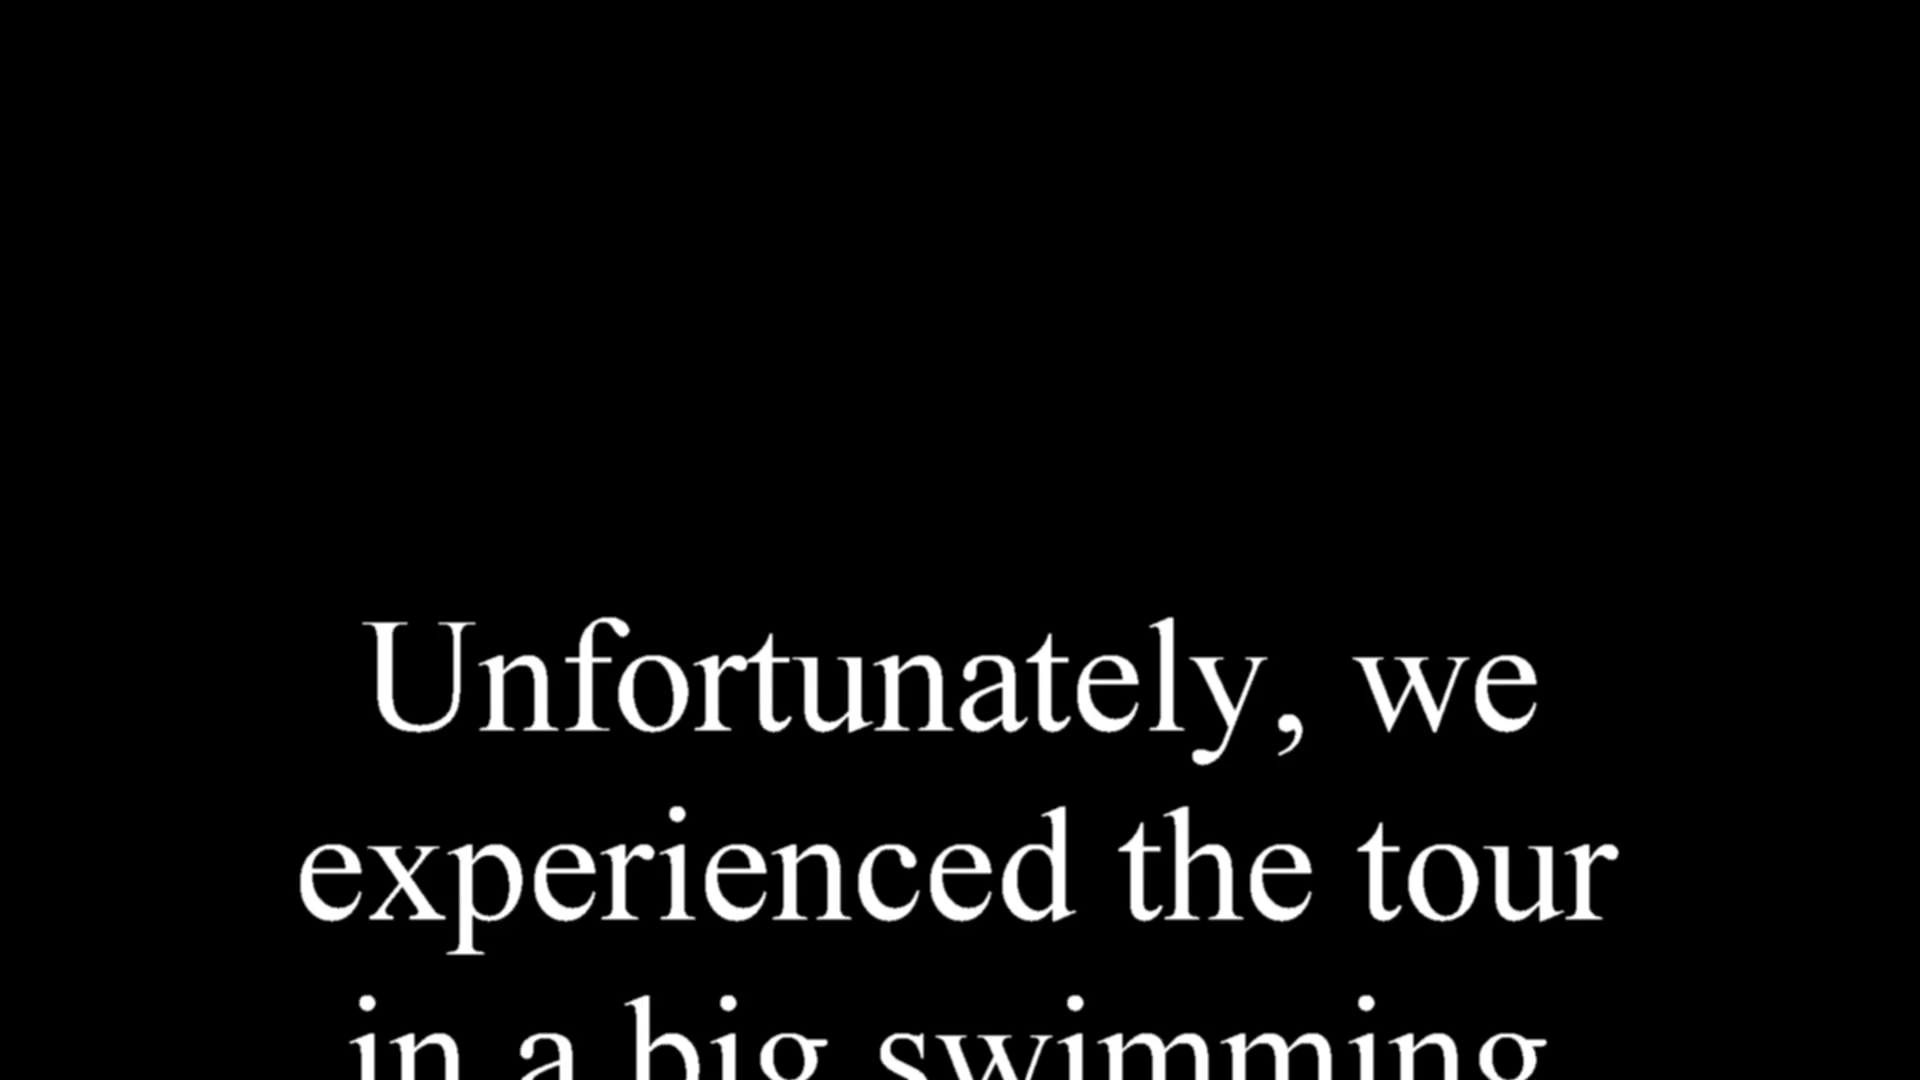 Unfortunately, we
experienced the tour
in a big swimming